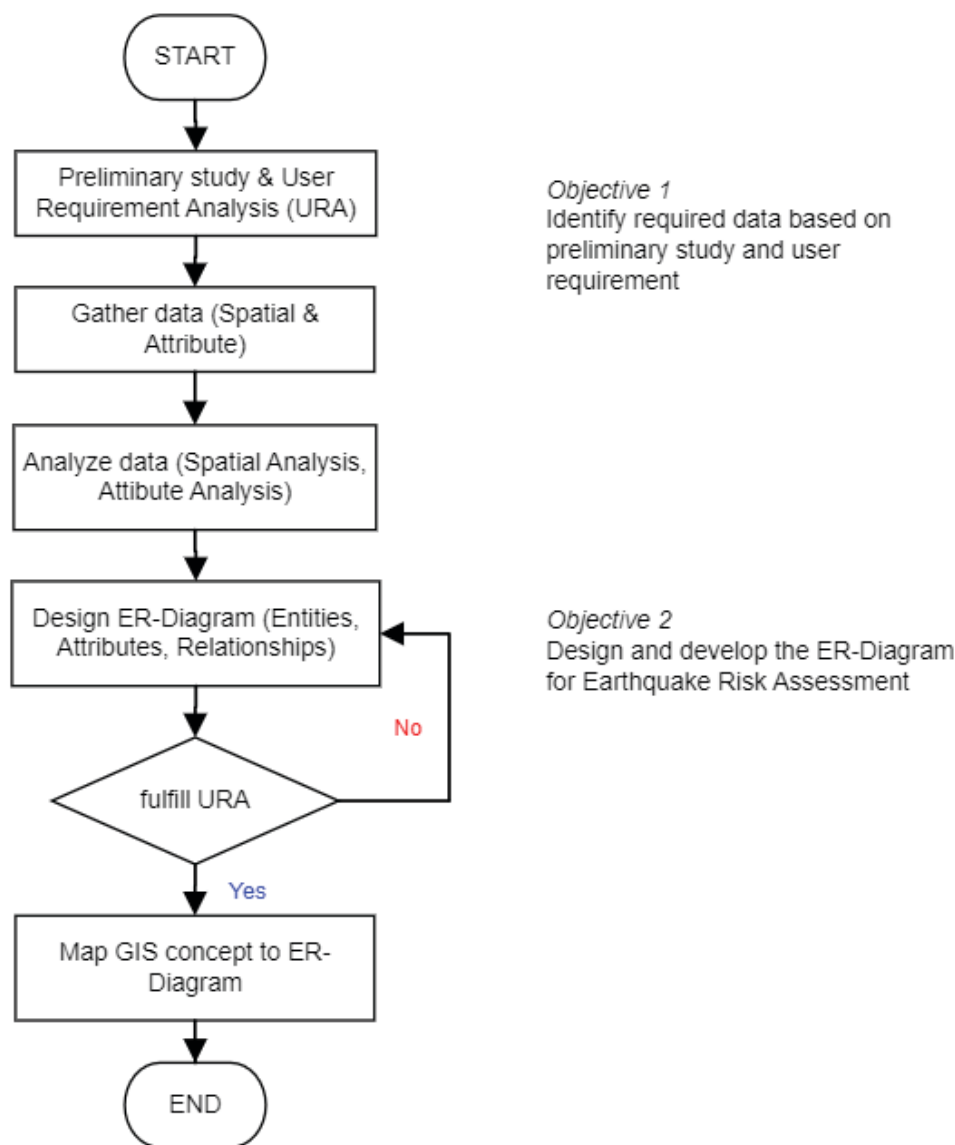 START
Preliminary study & User
Requirement Analysis (URA)
Objective 1
Identify required data based on
preliminary study and user
requirement
Gather data (Spatial &
Attribute)
Analyze data (Spatial Analysis,
Attibute Analysis)
Design ER-Diagram (Entities,
Attributes, Relationships)
Objective 2
Design and develop the ER-Diagram
for Earthquake Risk Assessment
No
fulfill URA
Yes
Map GIS concept to ER-
Diagram
END